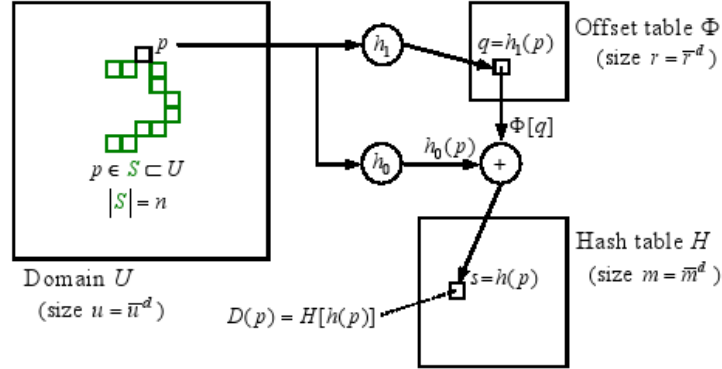 p
h₁
q=h₁(p)
Offset table Φ
(size r = r̅ᵈ)
Φ[q]
p ∈ S ⊂ U
|S| = n
h₀
h₀(p)
+
Domain U
(size u = u̅ᵈ)
s=h(p)
Hash table H
(size m = m̅ᵈ)
D(p) = H[h(p)]